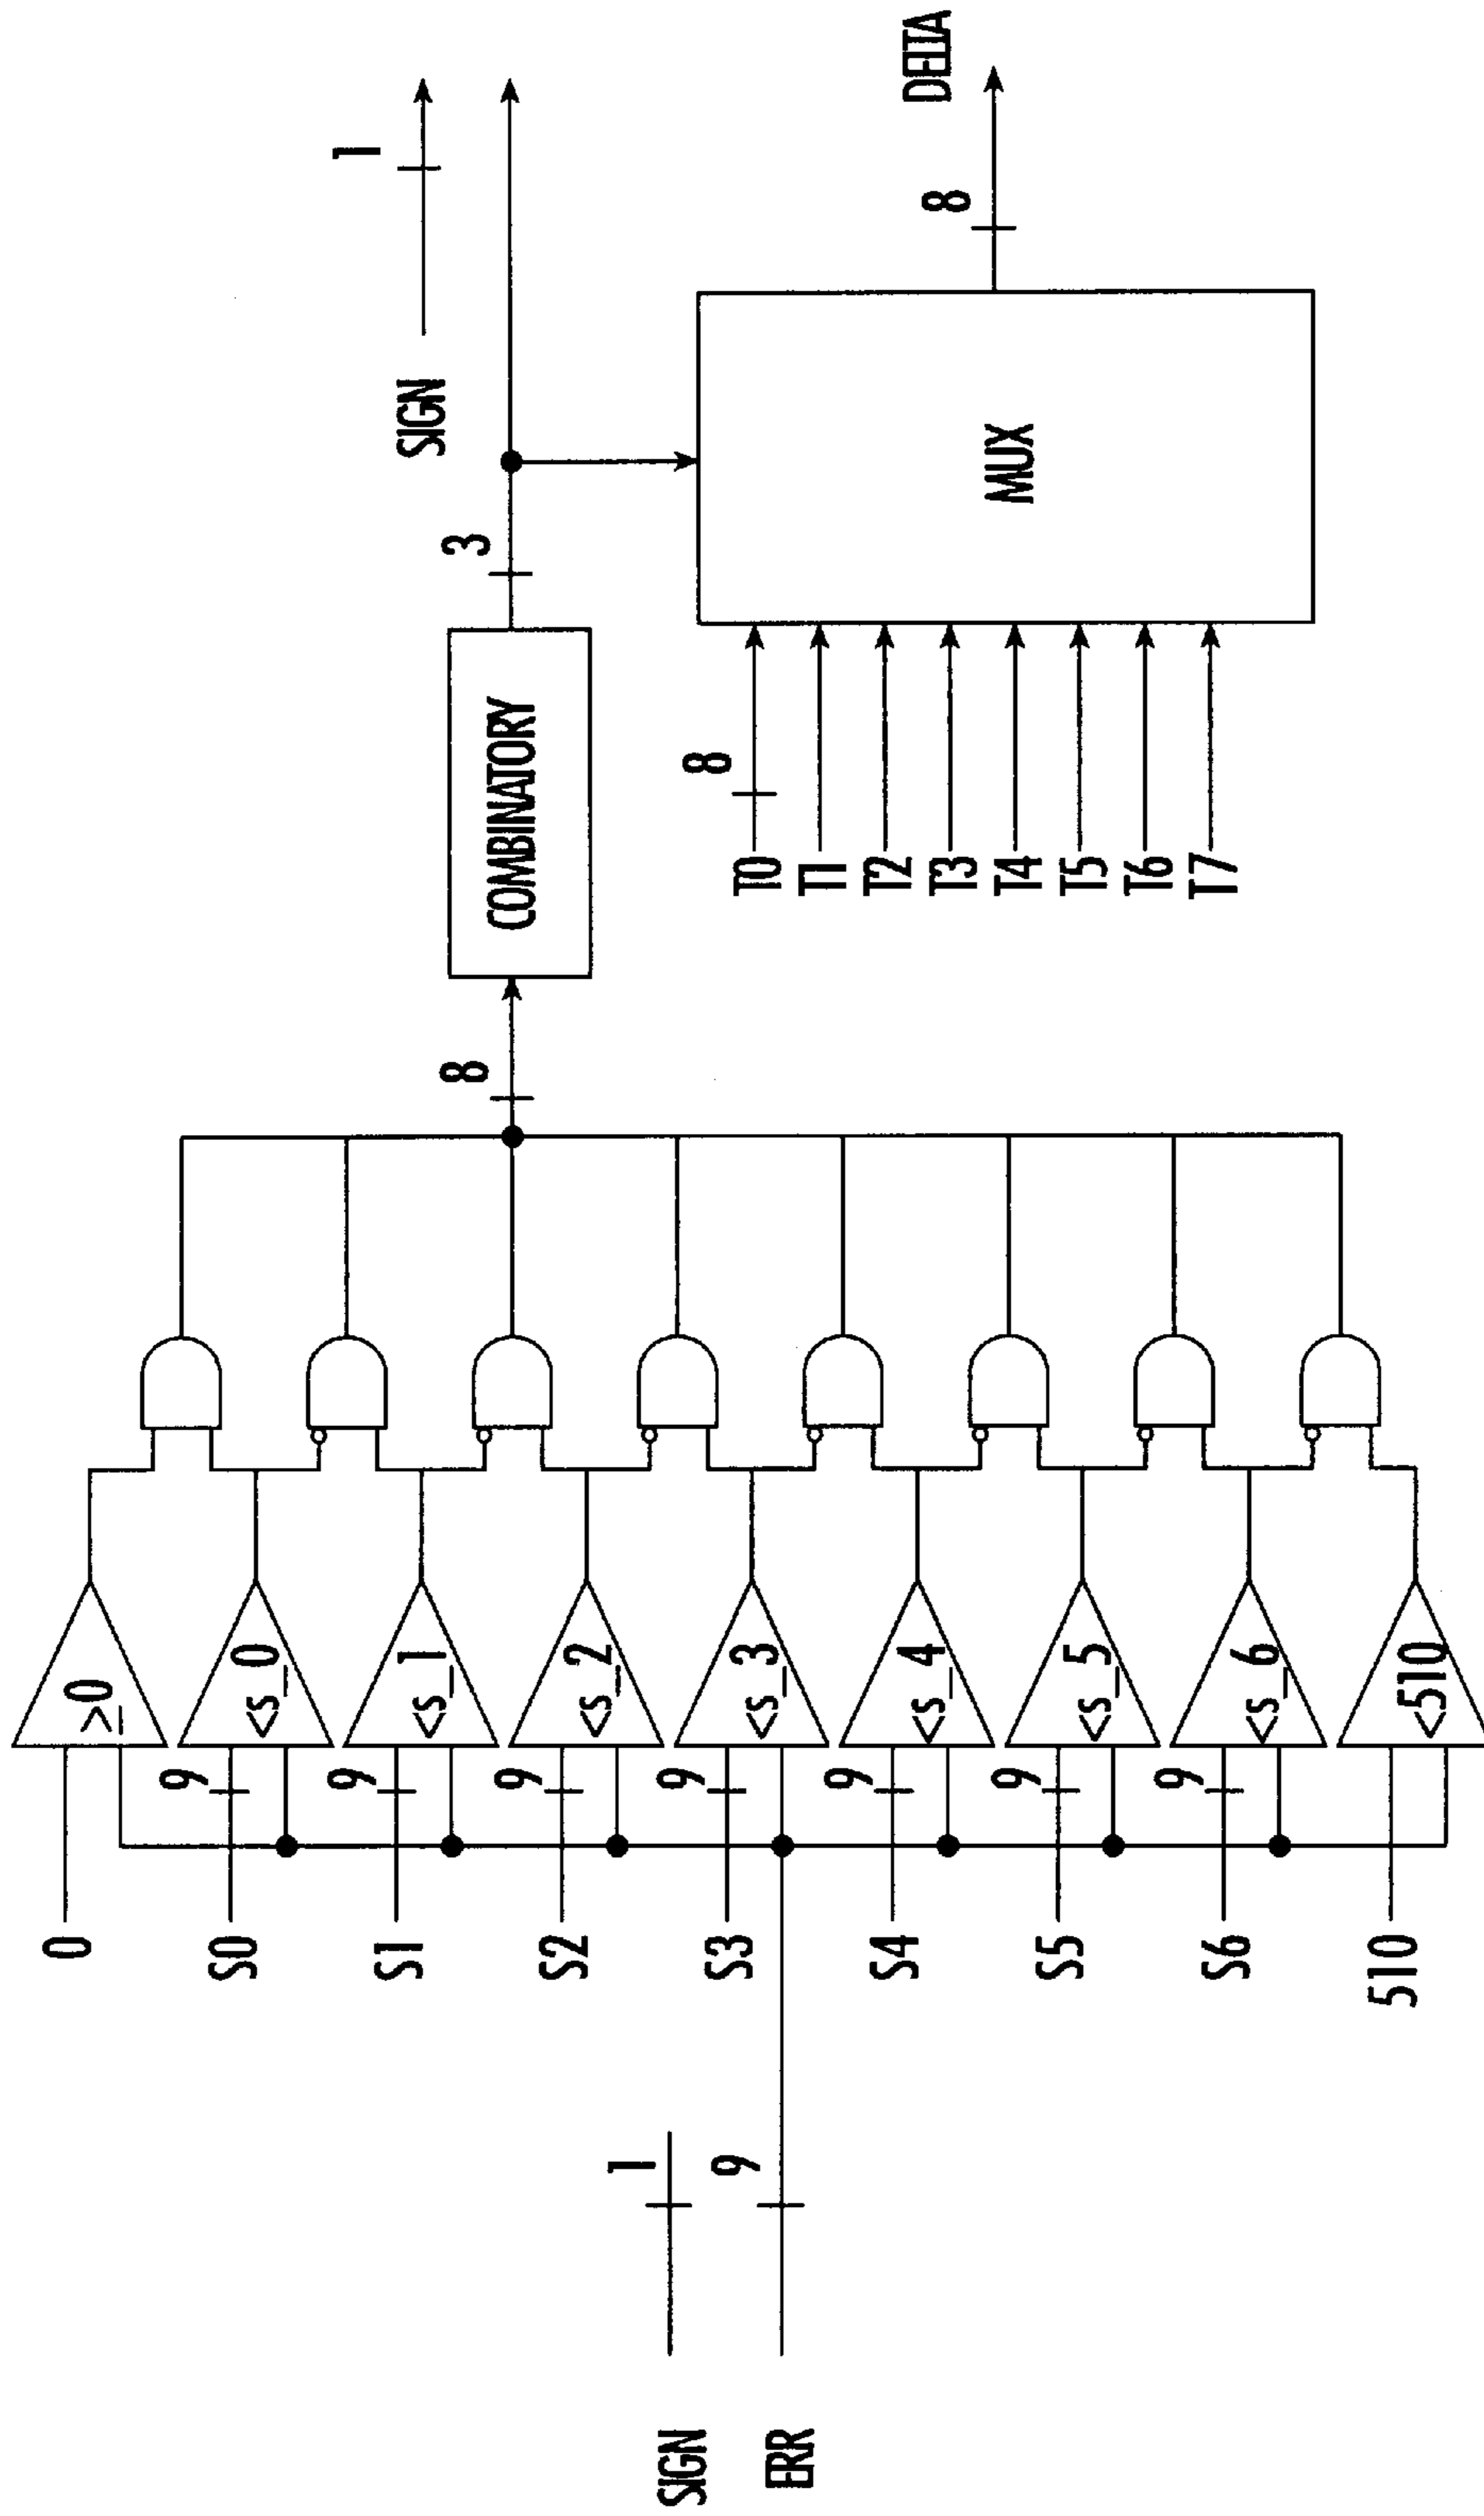 SIGN
1
ERR
9
0
S0
S1
S2
S3
S4
S5
S6
510
9
9
9
9
9
9
9
≥0
<s_0
<s_1
<s_2
<s_3
<s_4
<s_5
<s_6
<510
8
COMBINATORY
3
SIGN
1
8
T0
T1
T2
T3
T4
T5
T6
T7
MUX
8
DELTA